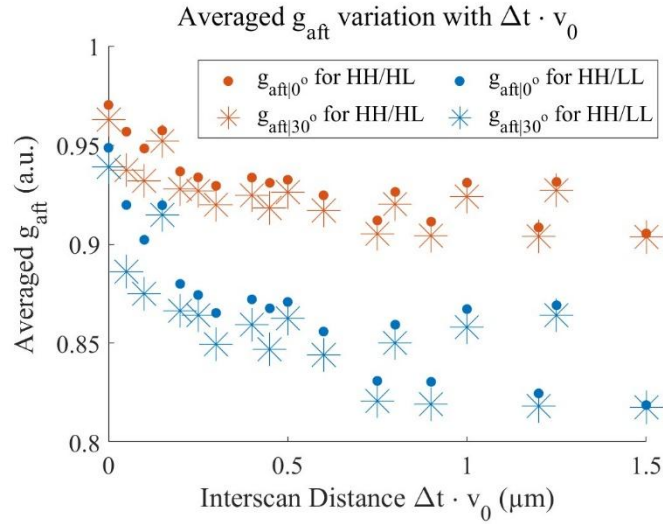 Averaged g_aft variation with Δt · v_0
1
0.95
0.9
0.85
0.8
Averaged g_aft (a.u.)
g_aft|0° for HH/HL
g_aft|0° for HH/LL
g_aft|30° for HH/HL
g_aft|30° for HH/LL
0
0.5
1
1.5
Interscan Distance Δt · v_0 (μm)